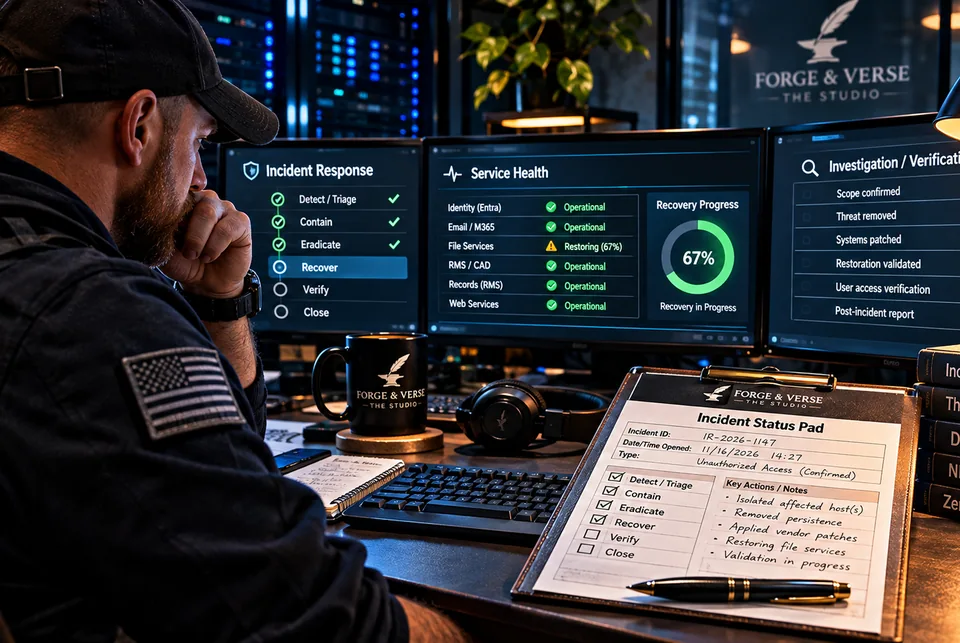 FORGE & VERSE
THE STUDIO
Incident Response
Detect / Triage
Contain
Eradicate
Recover
Verify
Close
Service Health
Identity (Entra) Operational
Email / M365 Operational
File Services Restoring (67%)
RMS / CAD Operational
Records (RMS) Operational
Web Services Operational
Recovery Progress
67%
Recovery in Progress
Investigation / Verificati
Scope confirmed
Threat removed
Systems patched
Restoration validated
User access verification
Post-incident report
FORGE & VERSE
THE STUDIO
FORGE & VERSE
THE STUDIO
Incident Status Pad
Incident ID: IR-2026-1147
Date/Time Opened: 11/16/2026 14:27
Type: Unauthorized Access (Confirmed)
Detect / Triage
Contain
Eradicate
Recover
Verify
Close
Key Actions / Notes
· Isolated affected host(s)
· Removed persistence
· Applied vendor patches
· Restoring file services
· Validation in progress
Inc
Th
D
NI
Zer